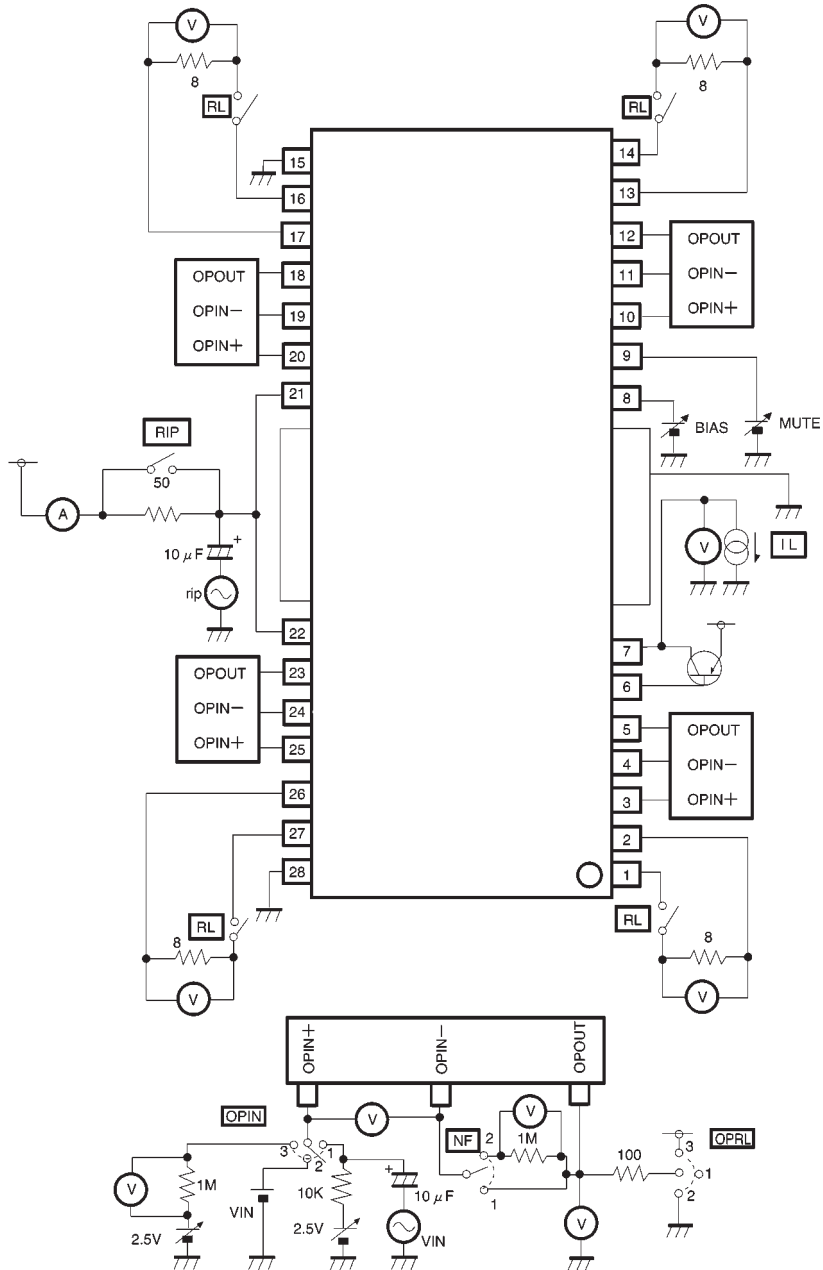 V
V
8
8
RL
RL
15
14
16
13
17
12
OPOUT
OPIN−
OPIN+
18
19
20
OPOUT
OPIN−
OPIN+
11
10
9
21
8
BIAS
MUTE
RIP
50
A
10 μF
+
rip
V
IL
22
7
6
OPOUT
OPIN−
OPIN+
23
24
25
5
4
3
OPOUT
OPIN−
OPIN+
26
27
2
28
1
RL
RL
8
8
V
V
OPIN+
OPIN−
OPOUT
OPIN
V
V
NF
2
1M
100
3
OPRL
3
1
2
1
V
1M
2.5V
VIN
10K
2.5V
+
10 μF
VIN
1
2
V